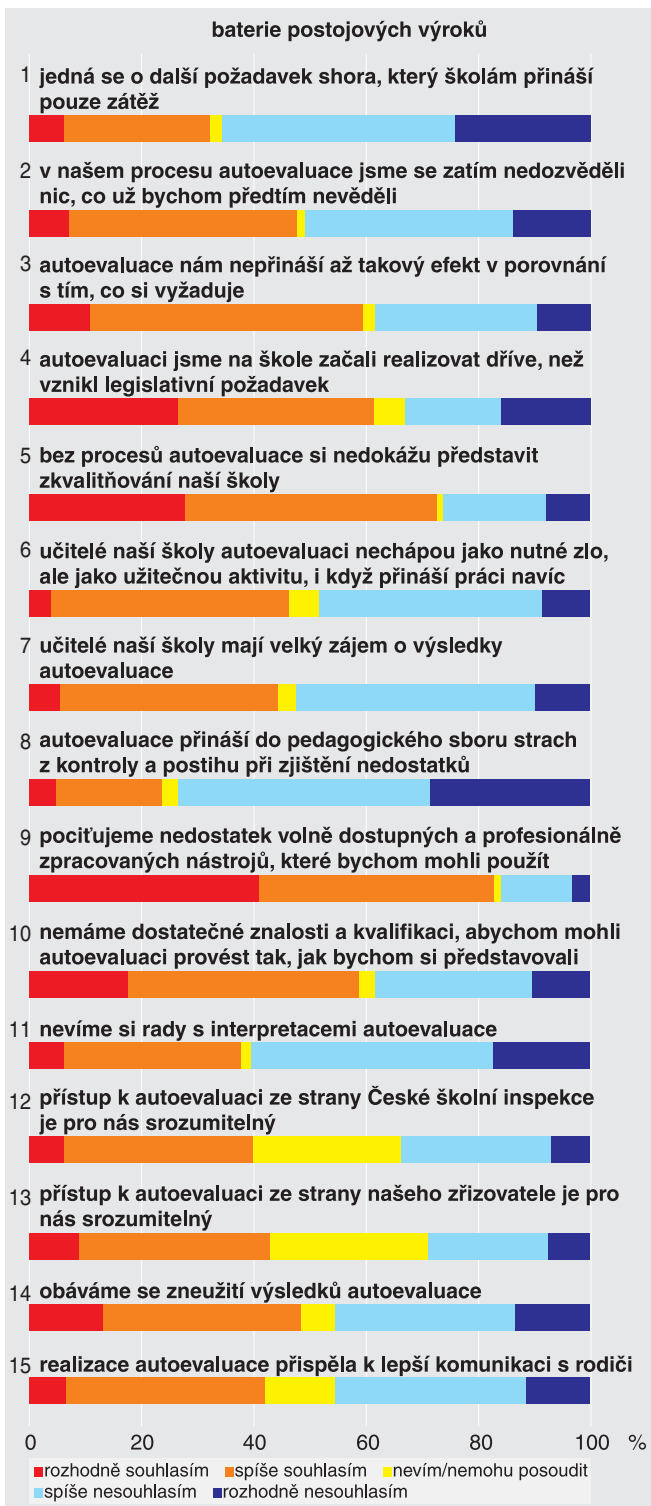 baterie postojových výroků
1 jedná se o další požadavek shora, který školám přináší
pouze zátěž
2 v našem procesu autoevaluace jsme se zatím nedozvěděli
nic, co už bychom předtím nevěděli
3 autoevaluace nám nepřináší až takový efekt v porovnání
s tím, co si vyžaduje
4 autoevaluaci jsme na škole začali realizovat dříve, než
vznikl legislativní požadavek
5 bez procesů autoevaluace si nedokážu představit
zkvalitňování naší školy
6 učitelé naší školy autoevaluaci nechápou jako nutné zlo,
ale jako užitečnou aktivitu, i když přináší práci navíc
7 učitelé naší školy mají velký zájem o výsledky
autoevaluace
8 autoevaluace přináší do pedagogického sboru strach
z kontroly a postihu při zjištění nedostatků
9 pociťujeme nedostatek volně dostupných a profesionálně
zpracovaných nástrojů, které bychom mohli použít
10 nemáme dostatečné znalosti a kvalifikaci, abychom mohli
autoevaluaci provést tak, jak bychom si představovali
11 nevíme si rady s interpretacemi autoevaluace
12 přístup k autoevaluaci ze strany České školní inspekce
je pro nás srozumitelný
13 přístup k autoevaluaci ze strany našeho zřizovatele je pro
nás srozumitelný
14 obáváme se zneužití výsledků autoevaluace
15 realizace autoevaluace přispěla k lepší komunikaci s rodiči
0 20 40 60 80 100 %
rozhodně souhlasím spíše souhlasím nevím/nemohu posoudit
spíše nesouhlasím rozhodně nesouhlasím